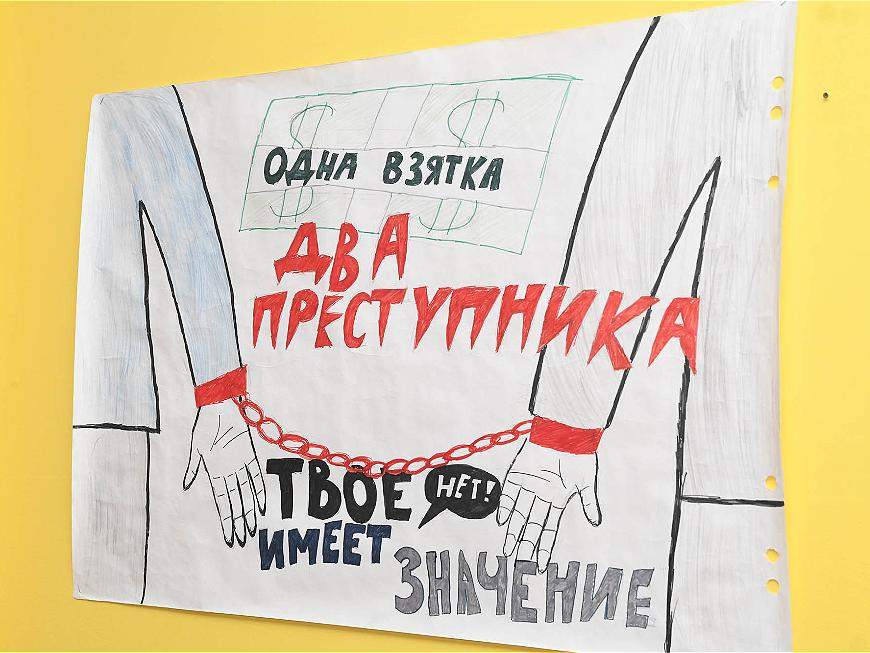 ОДНА ВЗЯТКА
ДВА
ПРЕСТУПНИКА
ТВОЕ НЕТ!
ИМЕЕТ
ЗНАЧЕНИЕ